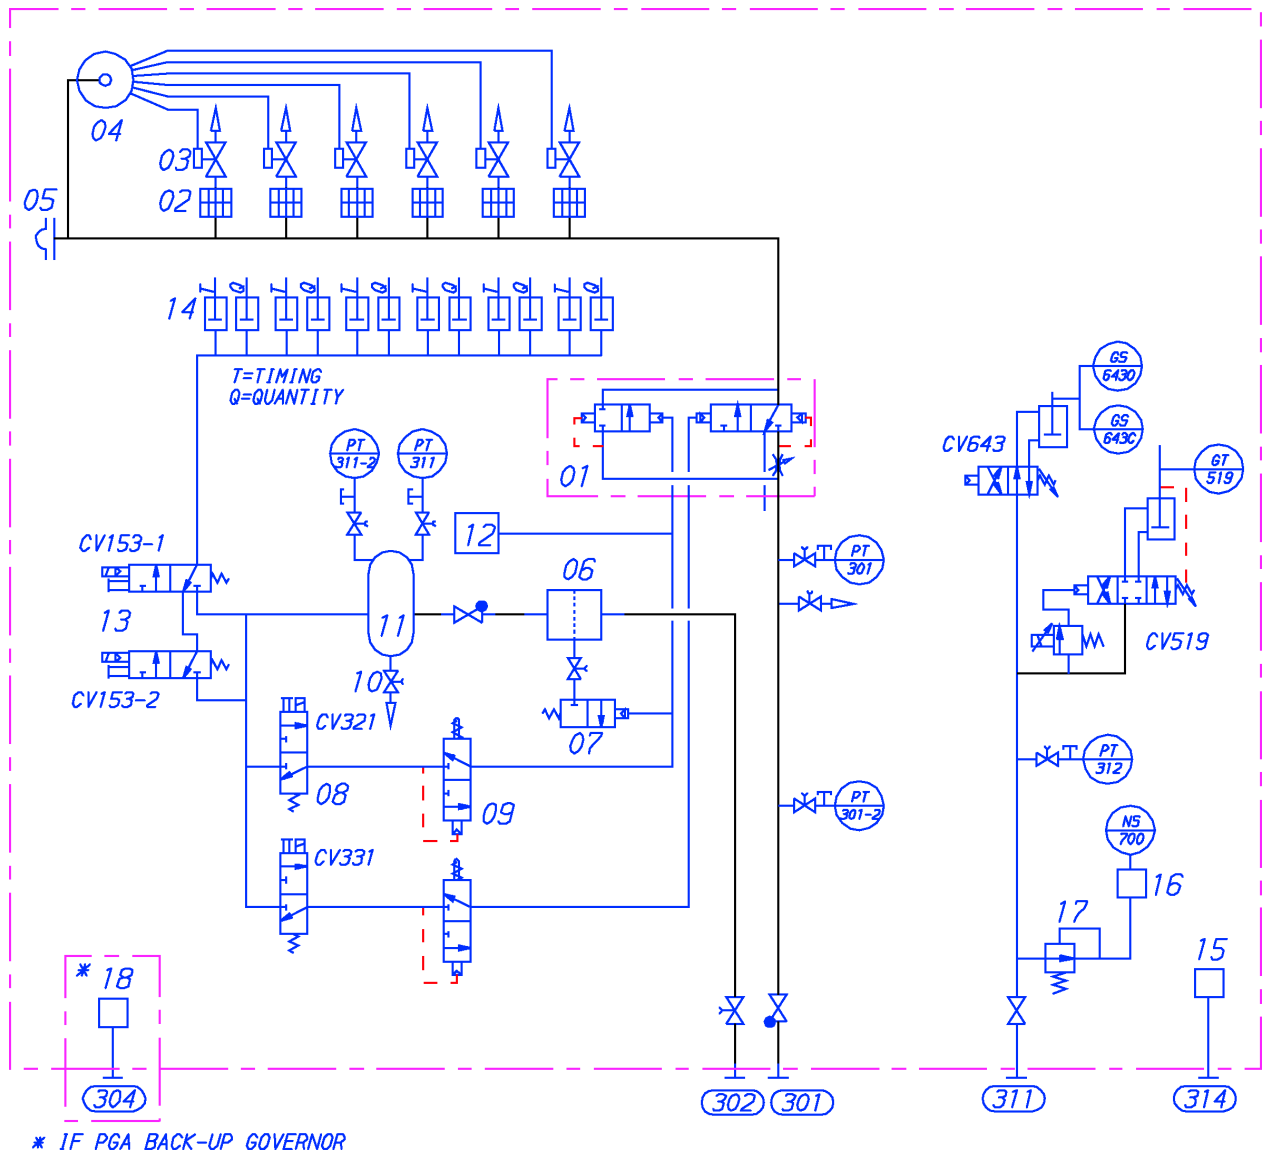 04
03
05
02
14
T Q T Q T Q T Q T Q T Q
T=TIMING
Q=QUANTITY
GS
6430
GS
643C
CV643
PT
311-2
PT
311
01
GT
519
12
CV153-1
06
PT
301
13
11
CV519
CV153-2
10
CV321
07
PT
312
08
09
PT
301-2
NS
700
CV331
16
17
15
* 18
304
302
301
311
314
* IF PGA BACK-UP GOVERNOR